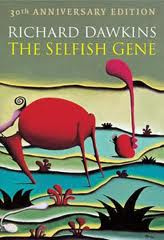 30th ANNIVERSARY EDITION
RICHARD DAWKINS
THE SELFISH GENE